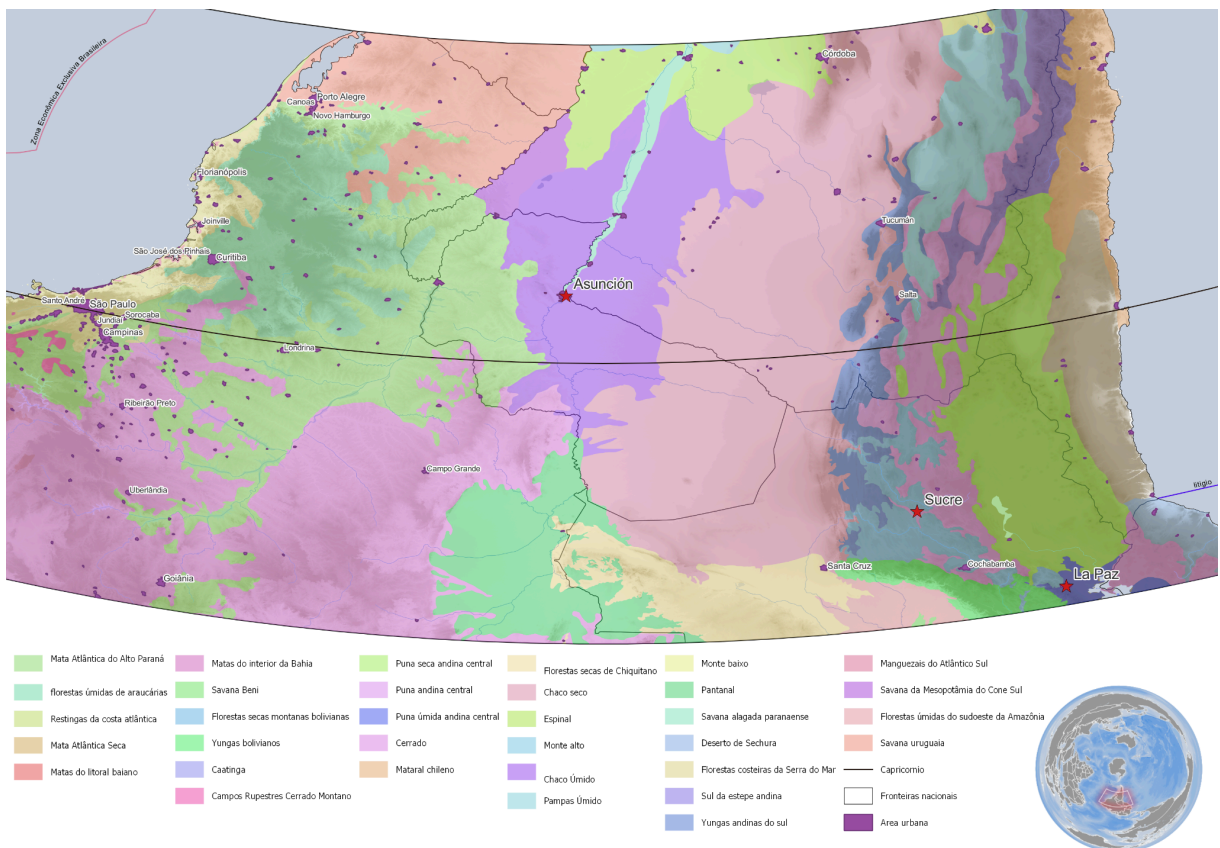 Zona Econômica Exclusiva Brasileira
Córdoba
Porto Alegre
Canoas
Novo Hamburgo
Florianópolis
Tucumán
Joinville
São José dos Pinhais
Curitiba
Asunción
Salta
Santo André
São Paulo
Sorocaba
Jundiaí
Campinas
Londrina
Ribeirão Preto
Campo Grande
Uberlândia
litígio
Sucre
Goiânia
Santa Cruz
Cochabamba
La Paz
Mata Atlântica do Alto Paraná
florestas úmidas de araucárias
Restingas da costa atlântica
Mata Atlântica Seca
Matas do litoral baiano
Matas do interior da Bahia
Savana Beni
Florestas secas montanas bolivianas
Yungas bolivianos
Caatinga
Campos Rupestres Cerrado Montano
Puna seca andina central
Puna andina central
Puna úmida andina central
Cerrado
Mataral chileno
Florestas secas de Chiquitano
Chaco seco
Espinal
Monte alto
Chaco Úmido
Pampas Úmido
Monte baixo
Pantanal
Savana alagada paranaense
Deserto de Sechura
Florestas costeiras da Serra do Mar
Sul da estepe andina
Yungas andinas do sul
Manguezais do Atlântico Sul
Savana da Mesopotâmia do Cone Sul
Florestas úmidas do sudoeste da Amazônia
Savana uruguaia
Capricornio
Fronteiras nacionais
Area urbana